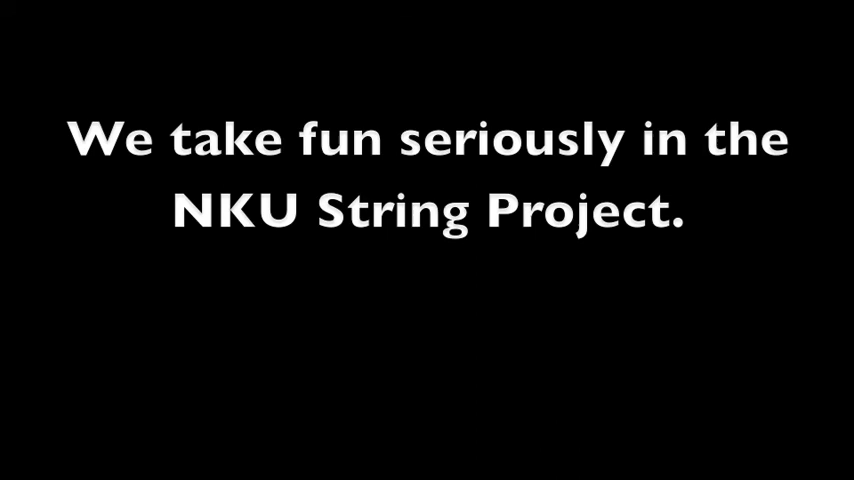 We take fun seriously in the
NKU String Project.